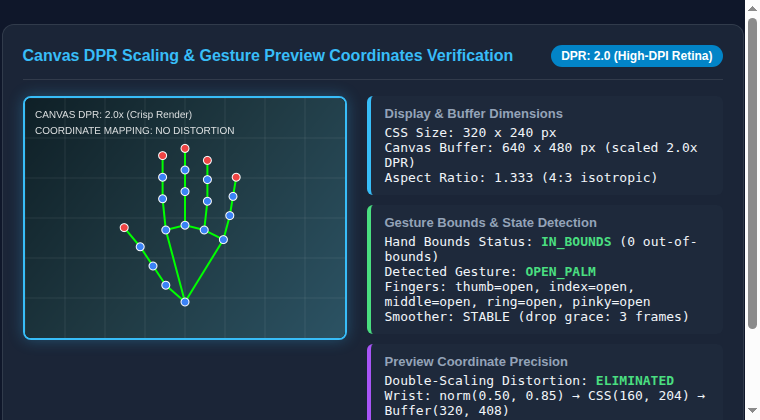 Canvas DPR Scaling & Gesture Preview Coordinates Verification
DPR: 2.0 (High-DPI Retina)
CANVAS DPR: 2.0x (Crisp Render)
COORDINATE MAPPING: NO DISTORTION
Display & Buffer Dimensions
CSS Size: 320 x 240 px
Canvas Buffer: 640 x 480 px (scaled 2.0x
DPR)
Aspect Ratio: 1.333 (4:3 isotropic)
Gesture Bounds & State Detection
Hand Bounds Status: IN_BOUNDS (0 out-of-
bounds)
Detected Gesture: OPEN_PALM
Fingers: thumb=open, index=open,
middle=open, ring=open, pinky=open
Smoother: STABLE (drop grace: 3 frames)
Preview Coordinate Precision
Double-Scaling Distortion: ELIMINATED
Wrist: norm(0.50, 0.85) → CSS(160, 204) →
Buffer(320, 408)